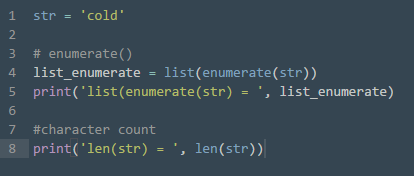 1 str = 'cold'
2
3 # enumerate()
4 list_enumerate = list(enumerate(str))
5 print('list(enumerate(str) = ', list_enumerate)
6
7 #character count
8 print('len(str) = ', len(str))